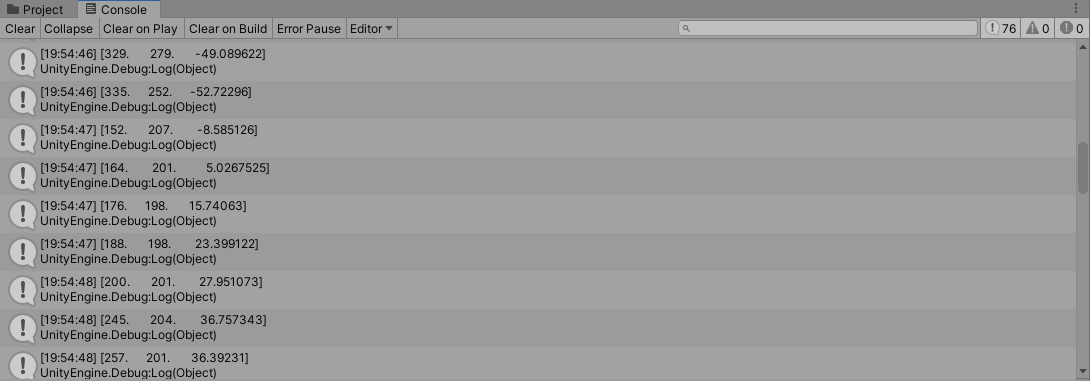 Project Console
Clear Collapse Clear on Play Clear on Build Error Pause Editor 76 0 0
[19:54:46] [329. 279. -49.089622]
UnityEngine.Debug:Log(Object)
[19:54:46] [335. 252. -52.72296]
UnityEngine.Debug:Log(Object)
[19:54:47] [152. 207. -8.585126]
UnityEngine.Debug:Log(Object)
[19:54:47] [164. 201. 5.0267525]
UnityEngine.Debug:Log(Object)
[19:54:47] [176. 198. 15.74063]
UnityEngine.Debug:Log(Object)
[19:54:47] [188. 198. 23.399122]
UnityEngine.Debug:Log(Object)
[19:54:48] [200. 201. 27.951073]
UnityEngine.Debug:Log(Object)
[19:54:48] [245. 204. 36.757343]
UnityEngine.Debug:Log(Object)
[19:54:48] [257. 201. 36.39231]
UnityEngine.Debug:Log(Object)